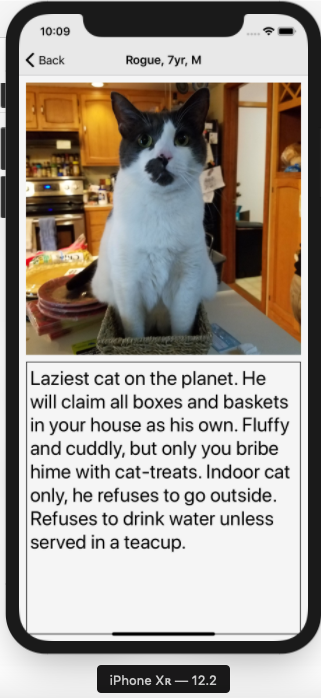 10:09
Back
Rogue, 7yr, M
Laziest cat on the planet. He
will claim all boxes and baskets
in your house as his own. Fluffy
and cuddly, but only you bribe
hime with cat-treats. Indoor cat
only, he refuses to go outside.
Refuses to drink water unless
served in a teacup.
iPhone Xʀ — 12.2